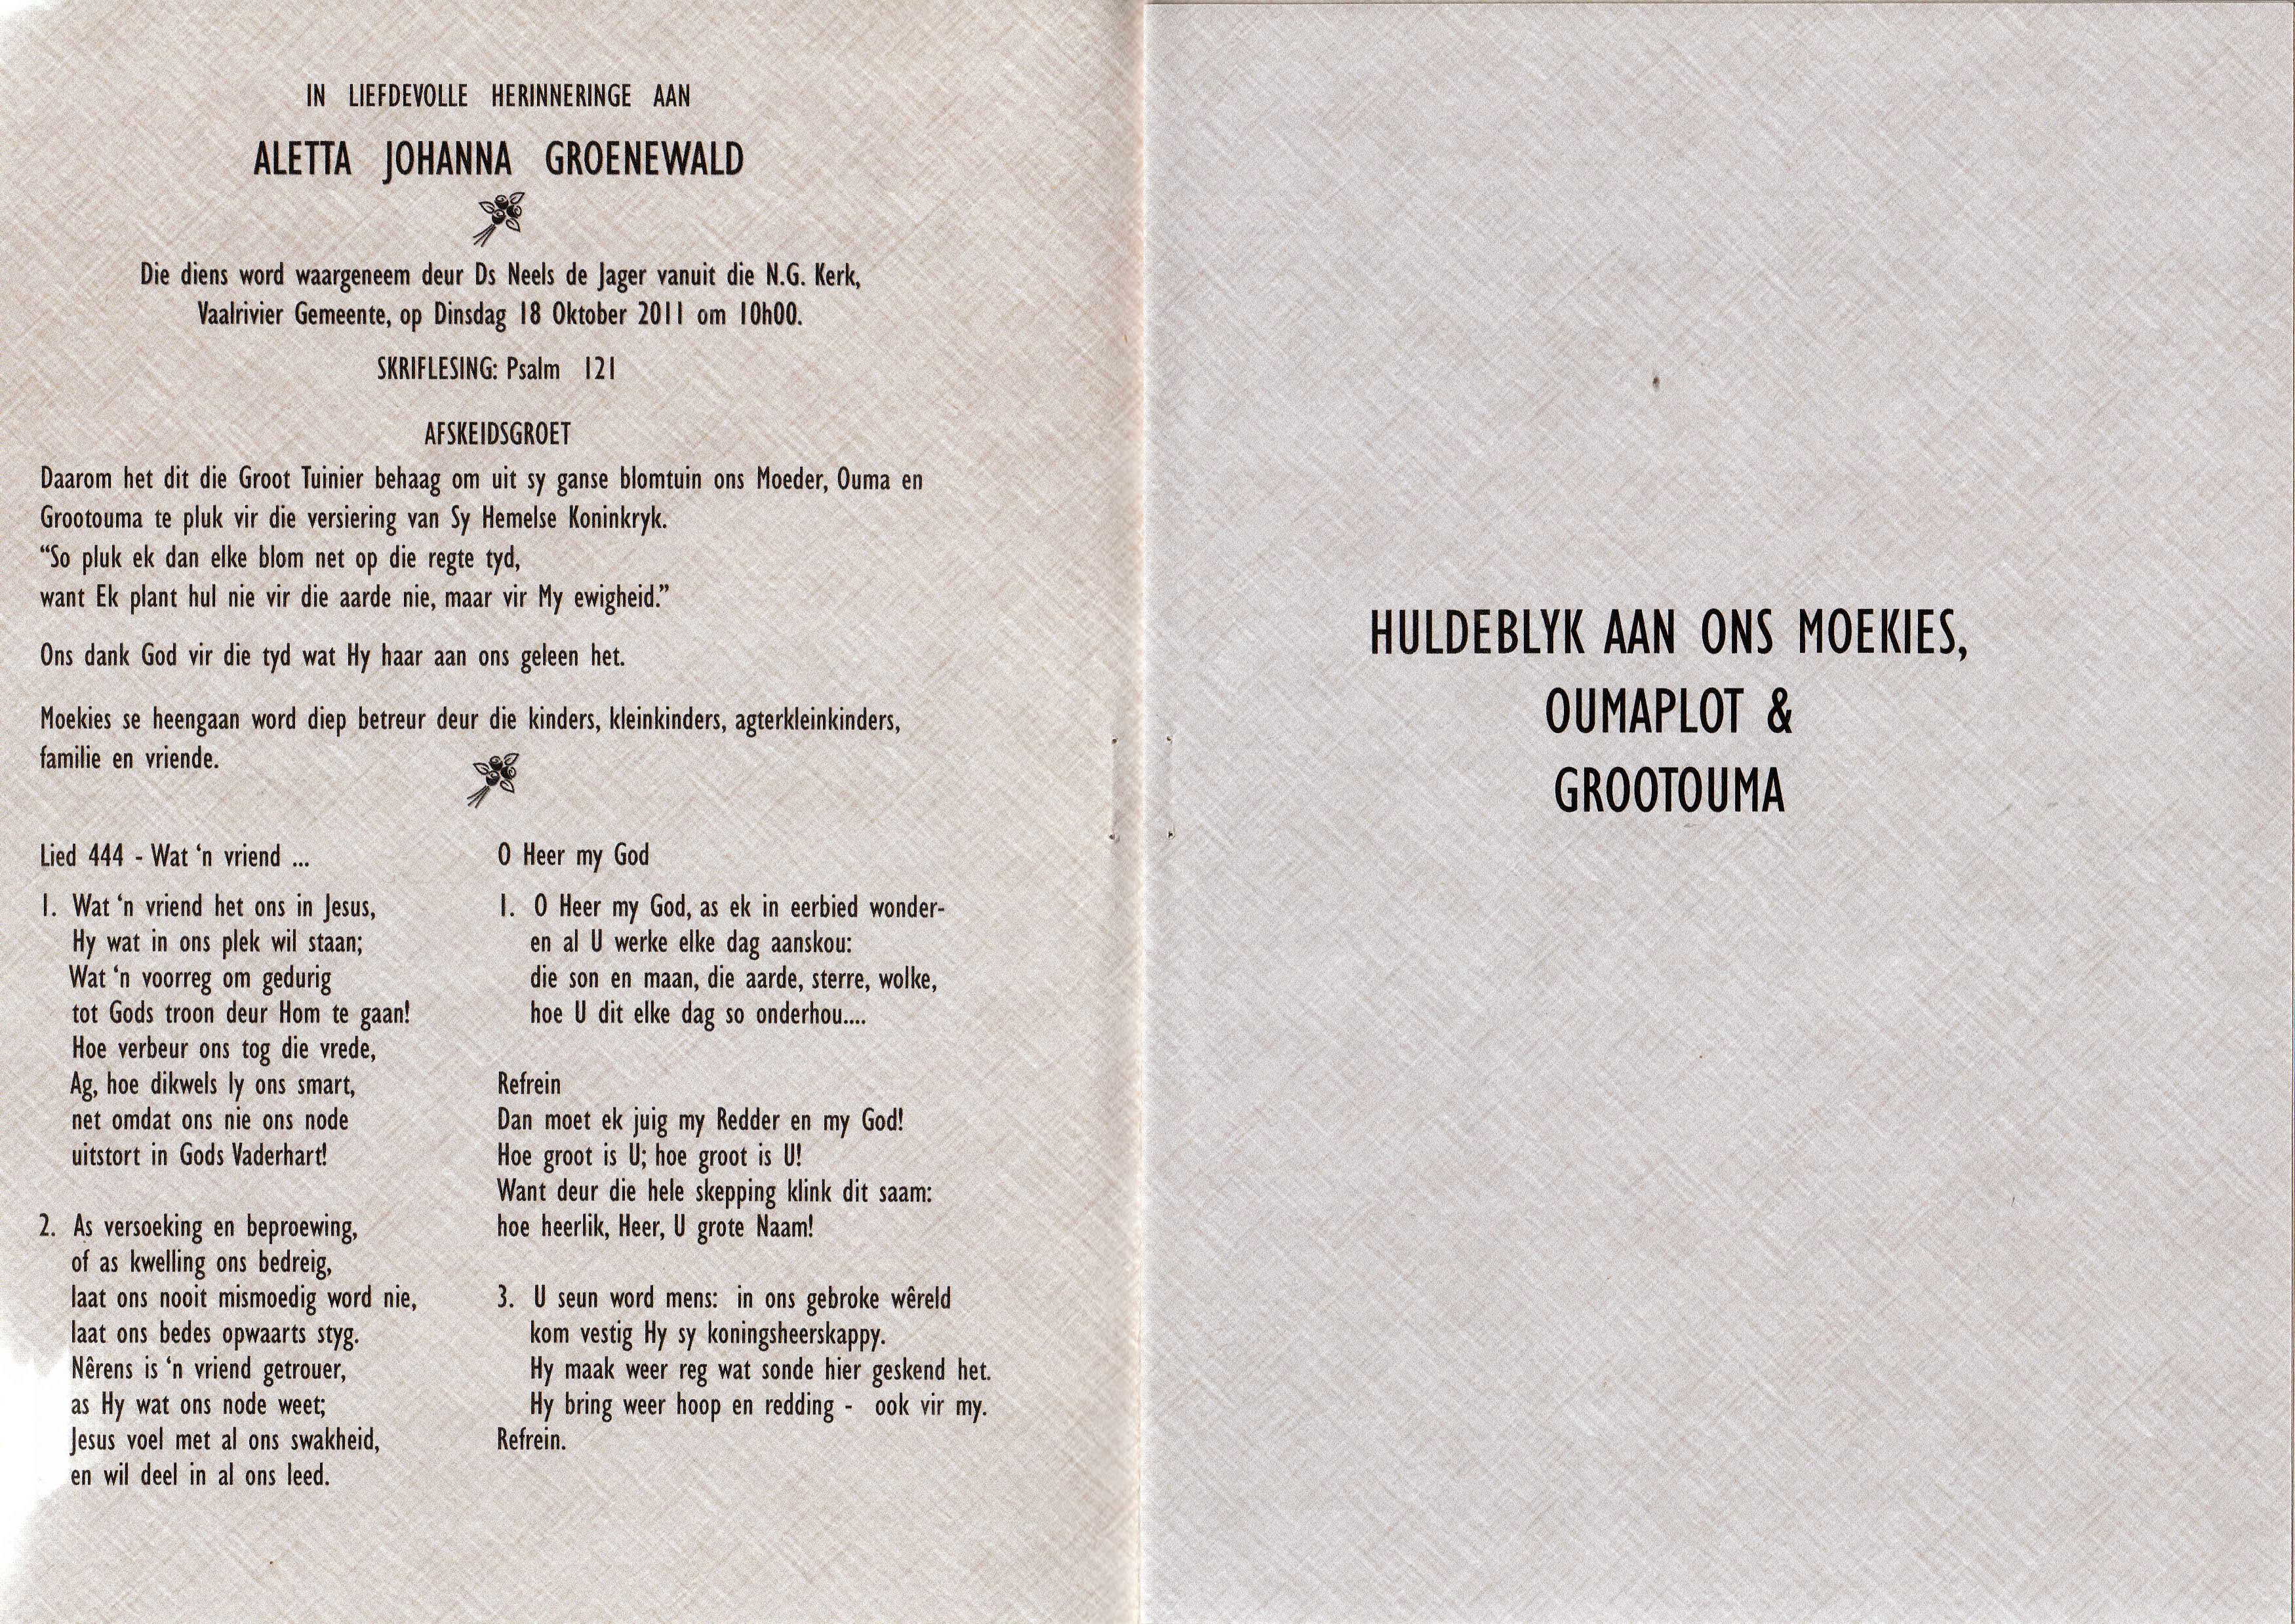 IN LIEFDEVOLLE HERINNERINGE AAN
ALETTA JOHANNA GROENEWALD
Die diens word waargeneem deur Ds Neels de Jager vanuit die N.G. Kerk,
Vaalrivier Gemeente, op Dinsdag 18 Oktober 2011 om 10h00.
SKRIFLESING: Psalm 121
AFSKEIDSGROET
Daarom het dit die Groot Tuinier behaag om uit sy ganse blomtuin ons Moeder, Ouma en
Grootouma te pluk vir die versiering van Sy Hemelse Koninkryk.
“So pluk ek dan elke blom net op die regte tyd,
want Ek plant hul nie vir die aarde nie, maar vir My ewigheid.”
Ons dank God vir die tyd wat Hy haar aan ons geleen het.
Moekies se heengaan word diep betreur deur die kinders, kleinkinders, agterkleinkinders,
familie en vriende.
Lied 444 - Wat ‘n vriend ...
1. Wat ‘n vriend het ons in Jesus,
Hy wat in ons plek wil staan;
Wat ‘n voorreg om gedurig
tot Gods troon deur Hom te gaan!
Hoe verbeur ons tog die vrede,
Ag, hoe dikwels ly ons smart,
net omdat ons nie ons node
uitstort in Gods Vaderhart!
2. As versoeking en beproewing,
of as kwelling ons bedreig,
laat ons nooit mismoedig word nie,
laat ons bedes opwaarts styg.
Nêrens is ‘n vriend getrouer,
as Hy wat ons node weet;
Jesus voel met al ons swakheid,
en wil deel in al ons leed.
O Heer my God
1. O Heer my God, as ek in eerbied wonder-
en al U werke elke dag aanskou:
die son en maan, die aarde, sterre, wolke,
hoe U dit elke dag so onderhou....
Refrein
Dan moet ek juig my Redder en my God!
Hoe groot is U; hoe groot is U!
Want deur die hele skepping klink dit saam:
hoe heerlik, Heer, U grote Naam!
3. U seun word mens: in ons gebroke wêreld
kom vestig Hy sy koningsheerskappy.
Hy maak weer reg wat sonde hier geskend het.
Hy bring weer hoop en redding - ook vir my.
Refrein.
HULDEBLYK AAN ONS MOEKIES,
OUMAPLOT &
GROOTOUMA